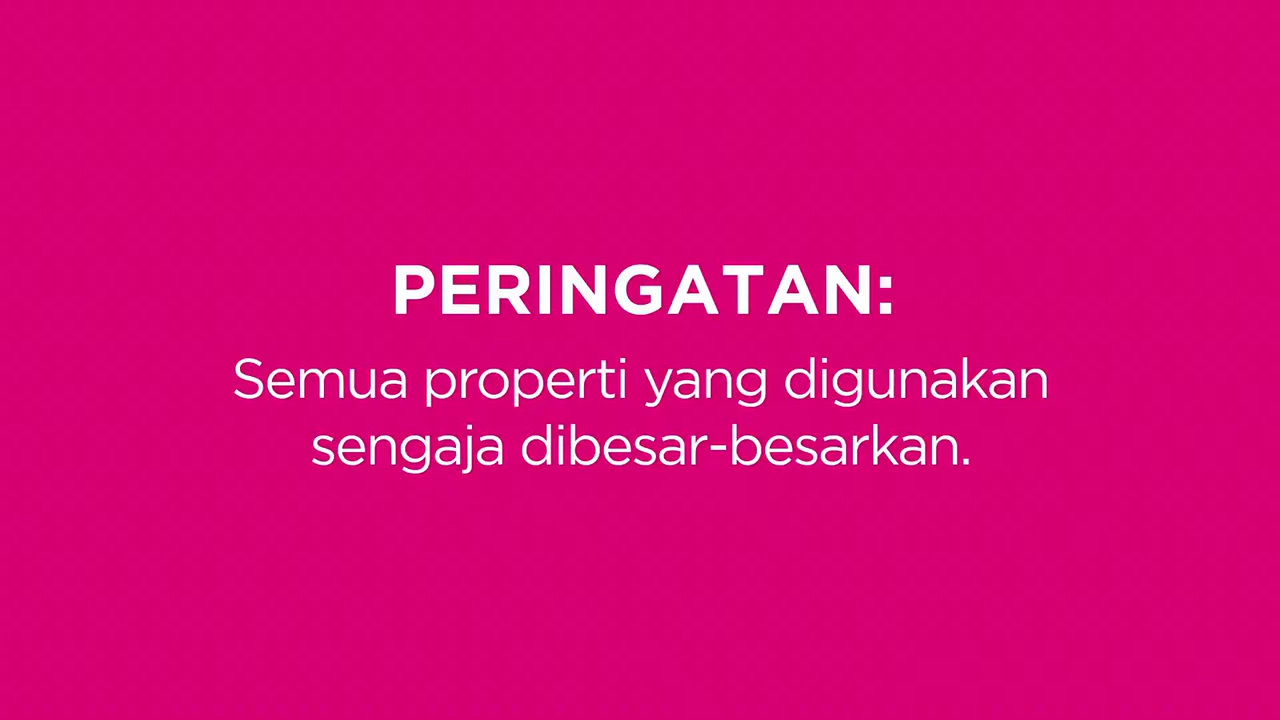 PERINGATAN:
Semua properti yang digunakan
sengaja dibesar-besarkan.